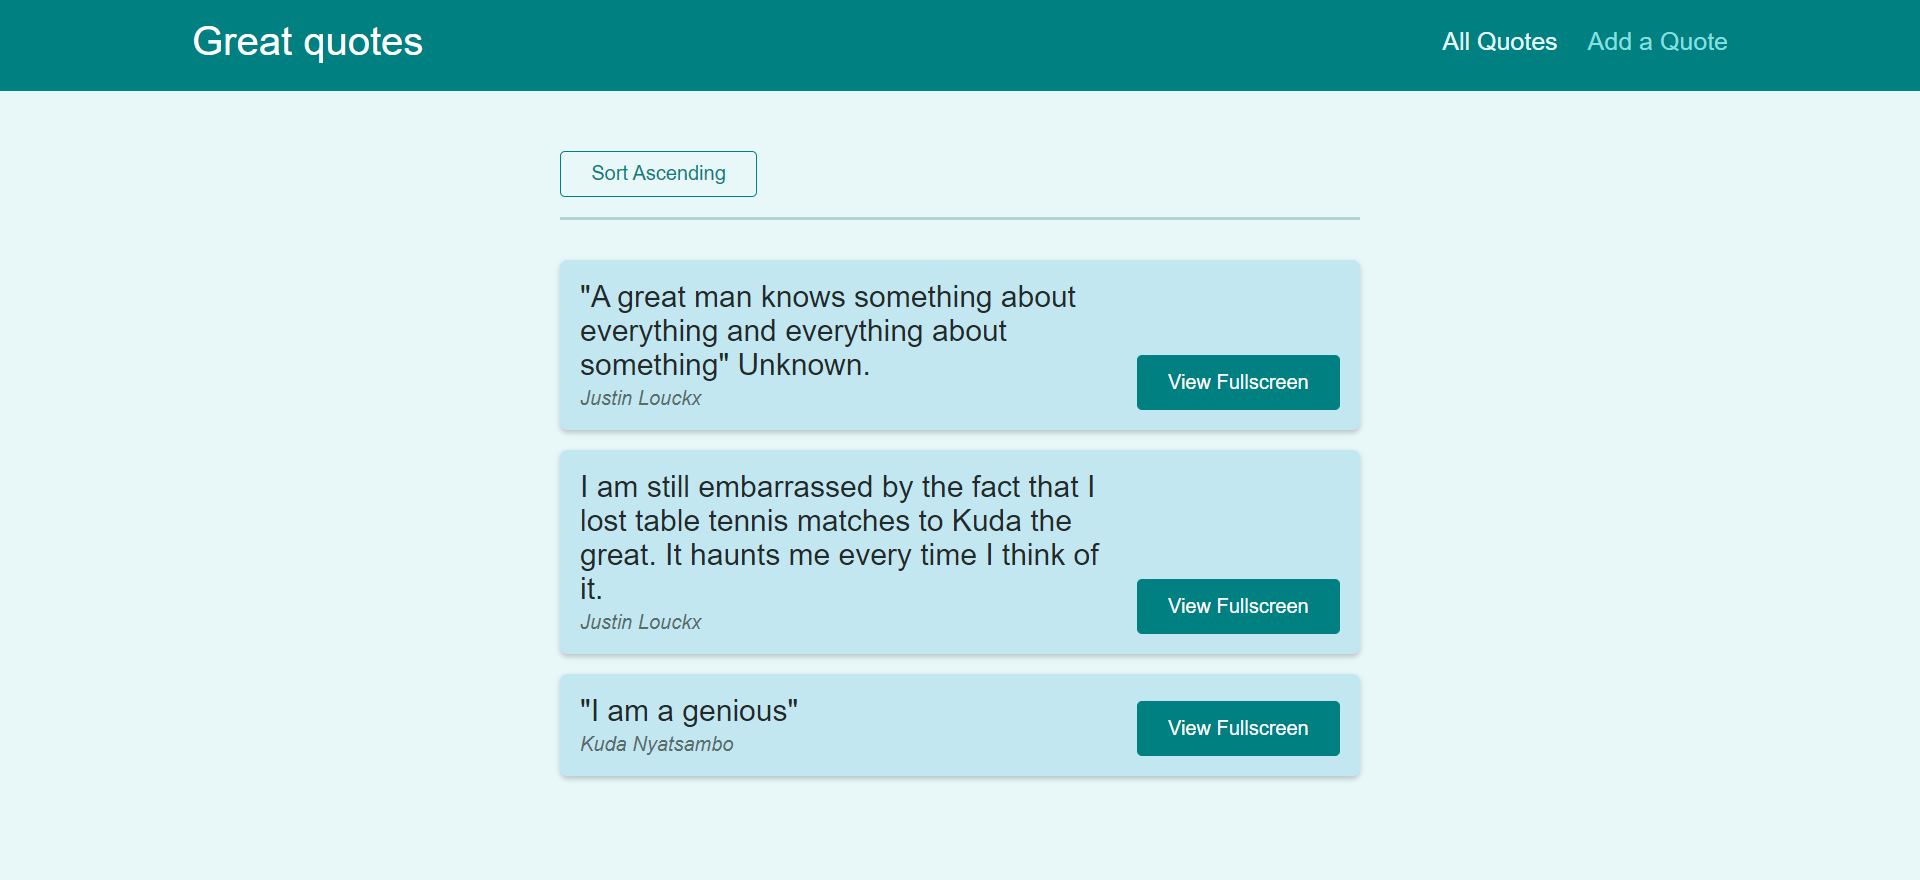 Great quotes
All Quotes
Add a Quote
Sort Ascending
"A great man knows something about
everything and everything about
something" Unknown.
Justin Louckx
View Fullscreen
I am still embarrassed by the fact that I
lost table tennis matches to Kuda the
great. It haunts me every time I think of
it.
Justin Louckx
View Fullscreen
"I am a genious"
Kuda Nyatsambo
View Fullscreen